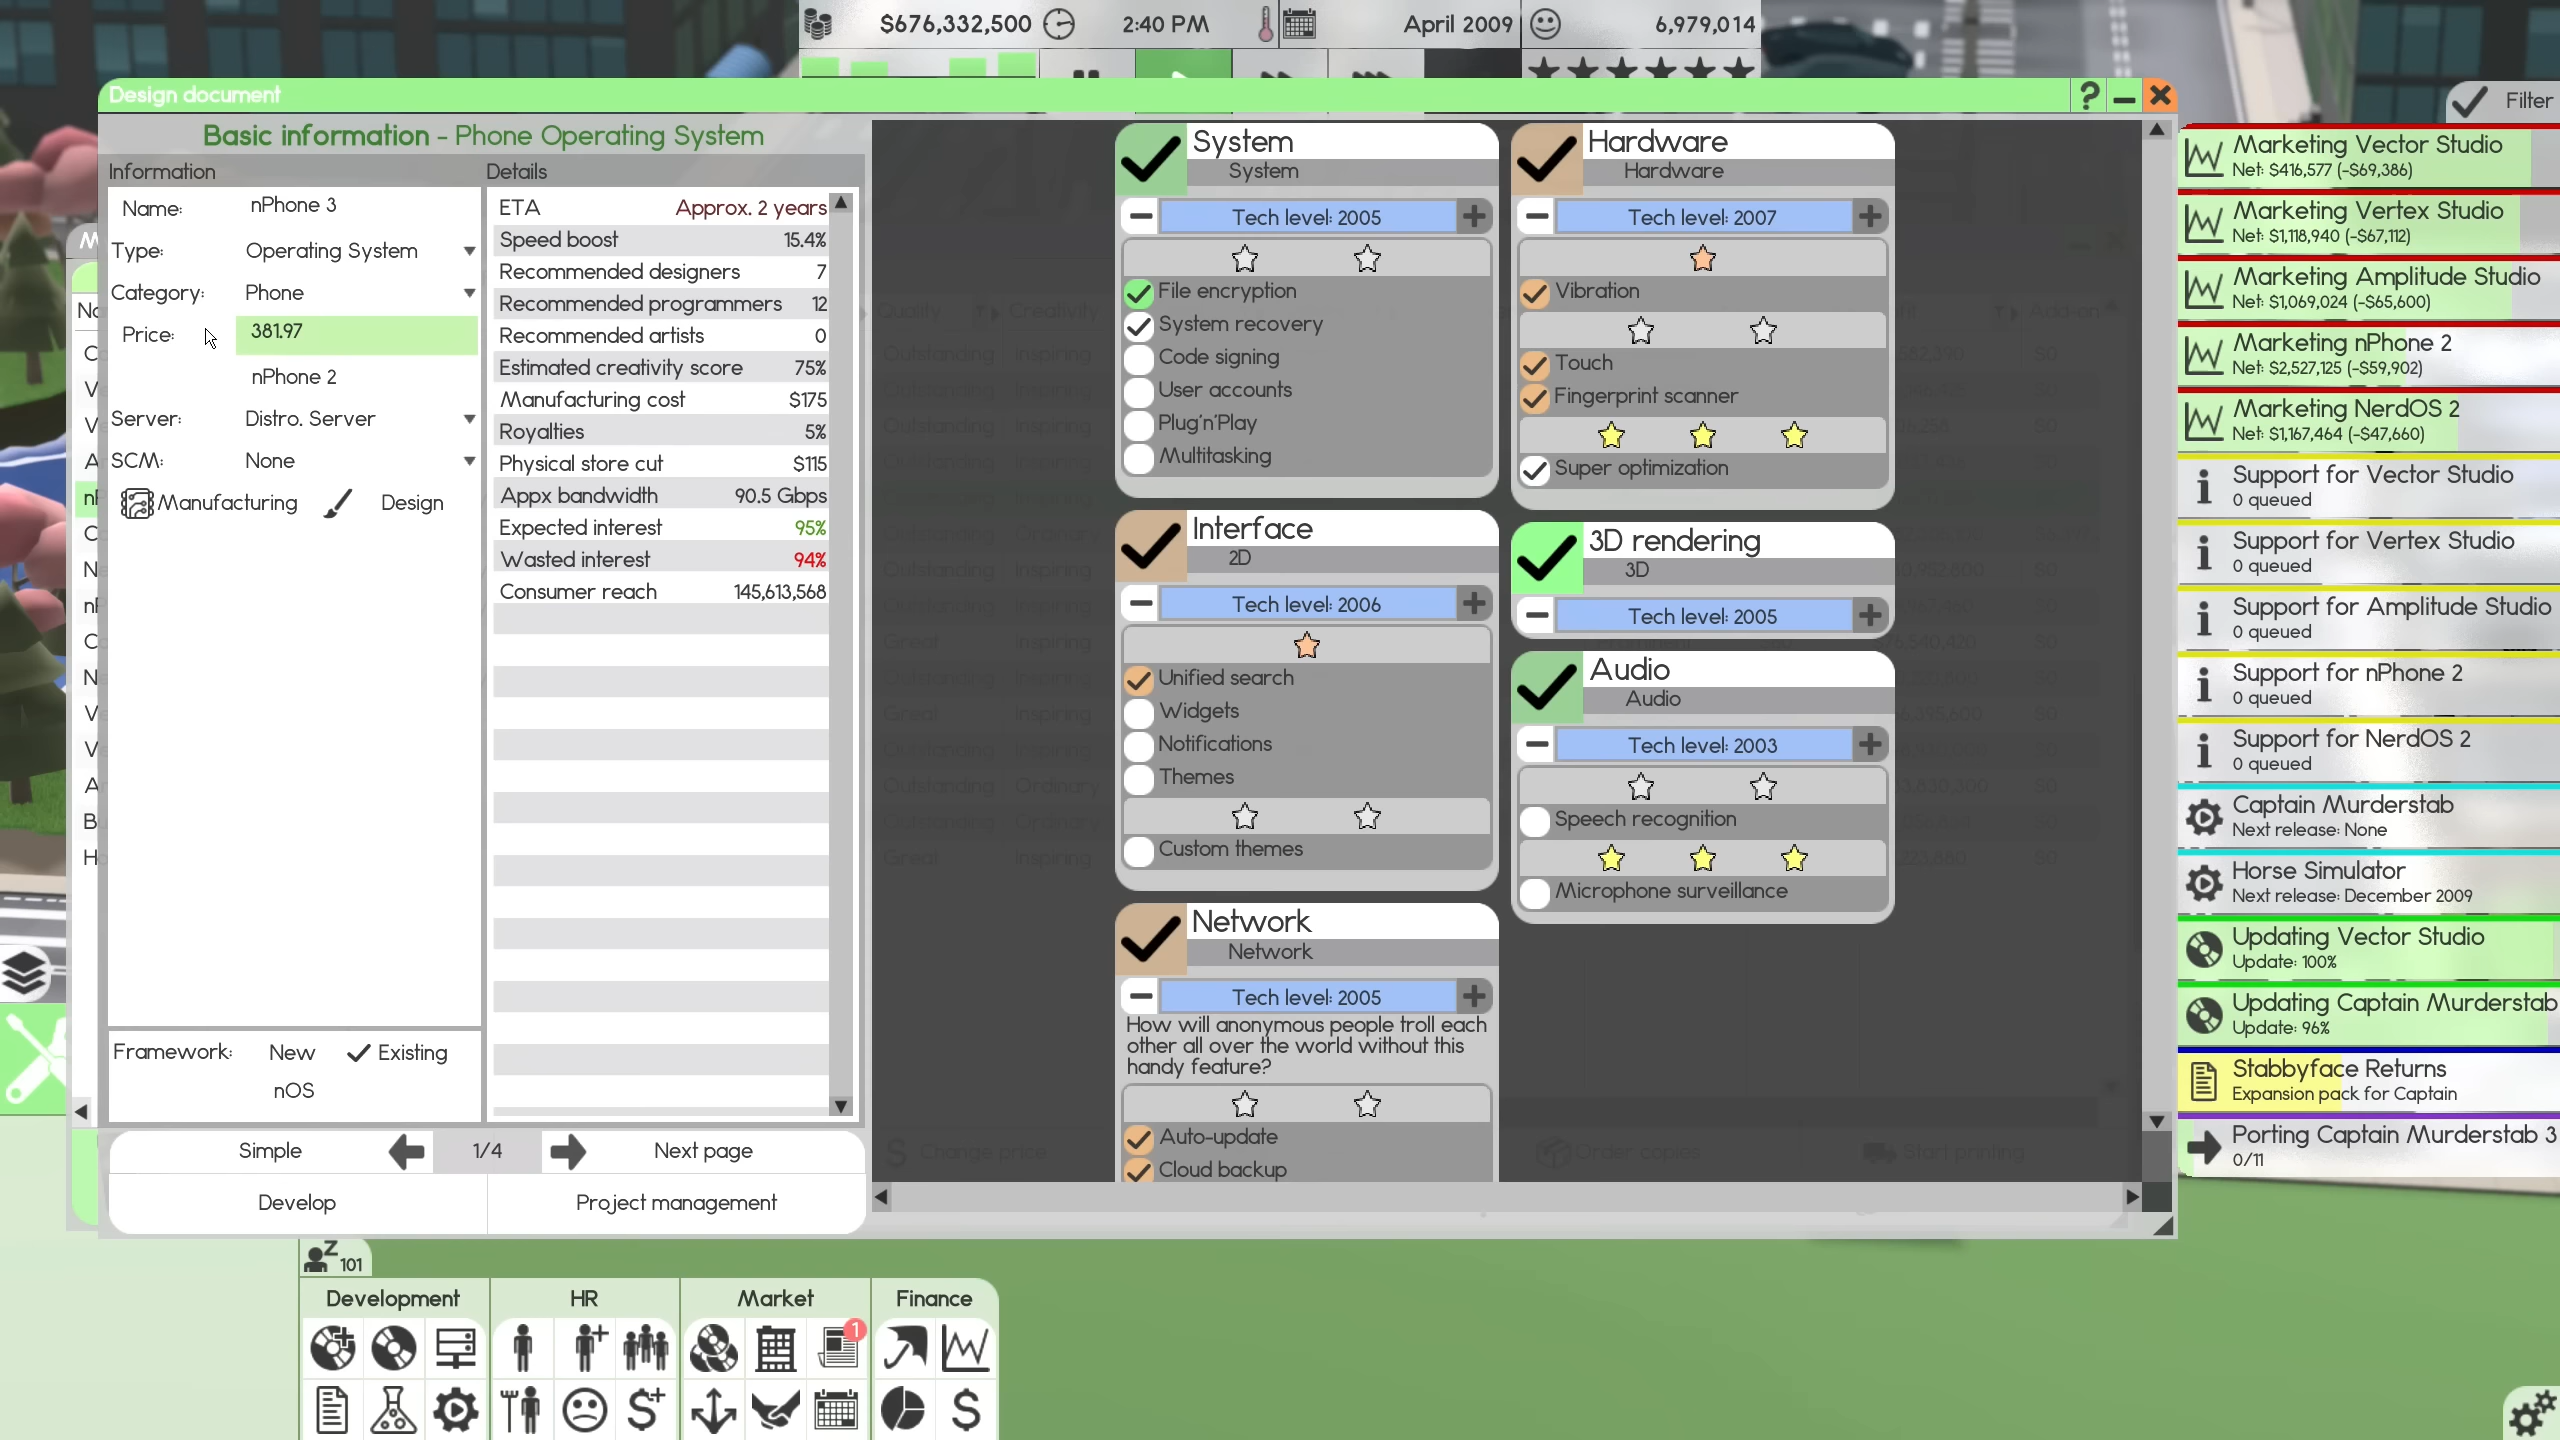 $676,332,500
2:40 PM
April 2009
6,979,014
Design document
?
Filter
Basic information - Phone Operating System
Information
Name: nPhone 3
Type: Operating System
Category: Phone
Price: 381.97
nPhone 2
Server: Distro. Server
SCM: None
Manufacturing Design
Framework: New Existing
nOS
Details
ETA Approx. 2 years
Speed boost 15.4%
Recommended designers 7
Recommended programmers 12
Recommended artists 0
Estimated creativity score 75%
Manufacturing cost $175
Royalties 5%
Physical store cut $115
Appx bandwidth 90.5 Gbps
Expected interest 95%
Wasted interest 94%
Consumer reach 145,613,568
Simple 1/4 Next page
Develop Project management
System
System
Tech level: 2005
File encryption
System recovery
Code signing
User accounts
Plug'n'Play
Multitasking
Interface
2D
Tech level: 2006
Unified search
Widgets
Notifications
Themes
Custom themes
Network
Network
Tech level: 2005
How will anonymous people troll each
other all over the world without this
handy feature?
Auto-update
Cloud backup
Hardware
Hardware
Tech level: 2007
Vibration
Touch
Fingerprint scanner
Super optimization
3D rendering
3D
Tech level: 2005
Audio
Audio
Tech level: 2003
Speech recognition
Microphone surveillance
Quality Creativity
Outstanding Inspiring
Great Inspiring
Outstanding Ordinary
Change price
Order copies
Start printing
Marketing Vector Studio
Net: $416,577 (-$69,386)
Marketing Vertex Studio
Net: $1,118,940 (-$67,112)
Marketing Amplitude Studio
Net: $1,069,024 (-$65,600)
Marketing nPhone 2
Net: $2,527,125 (-$59,902)
Marketing NerdOS 2
Net: $1,167,464 (-$47,660)
Support for Vector Studio
0 queued
Support for Vertex Studio
0 queued
Support for Amplitude Studio
0 queued
Support for nPhone 2
0 queued
Support for NerdOS 2
0 queued
Captain Murderstab
Next release: None
Horse Simulator
Next release: December 2009
Updating Vector Studio
Update: 100%
Updating Captain Murderstab
Update: 96%
Stabbyface Returns
Expansion pack for Captain
Porting Captain Murderstab 3
0/11
z 101
Development
HR
Market
Finance
1